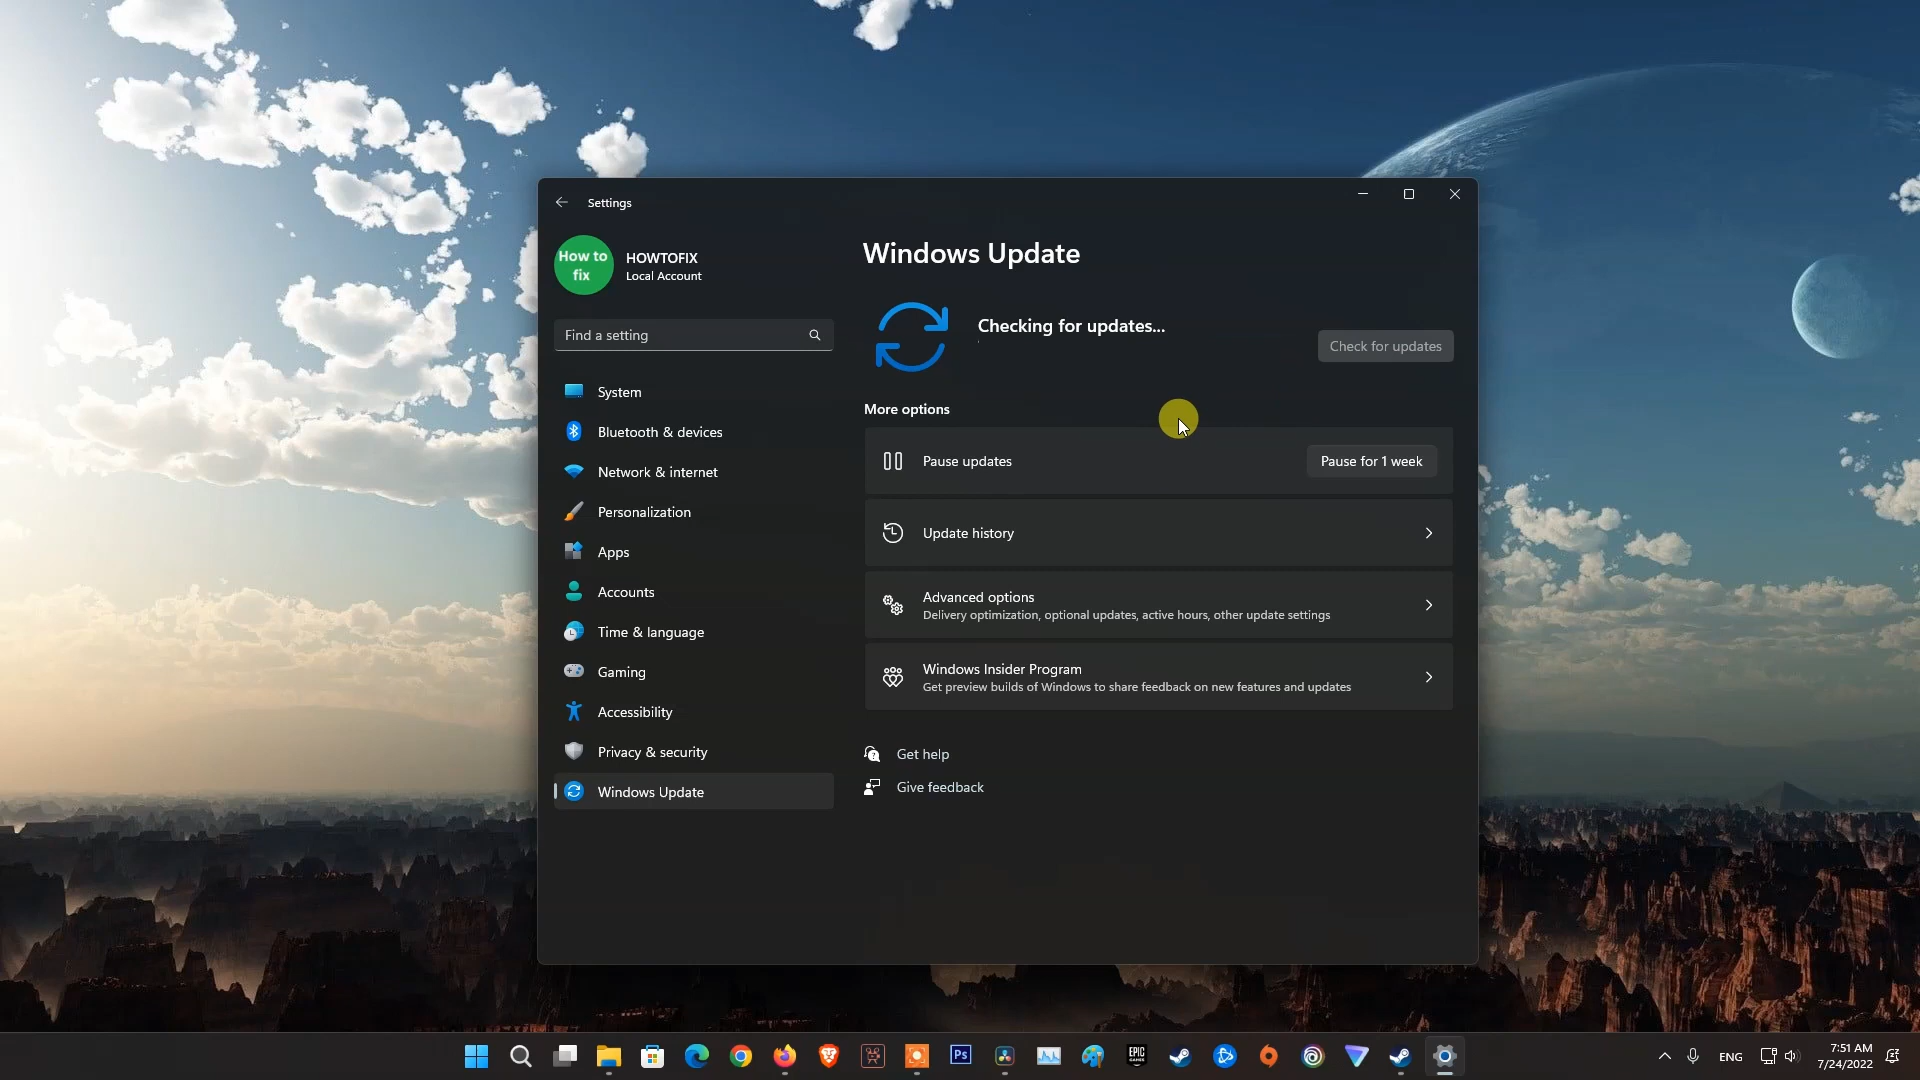 Settings
How to
fix
HOWTOFIX
Local Account
Find a setting
System
Bluetooth & devices
Network & internet
Personalization
Apps
Accounts
Time & language
Gaming
Accessibility
Privacy & security
Windows Update
Windows Update
Checking for updates...
Check for updates
More options
Pause updates
Pause for 1 week
Update history
Advanced options
Delivery optimization, optional updates, active hours, other update settings
Windows Insider Program
Get preview builds of Windows to share feedback on new features and updates
Get help
Give feedback
Ps
EPIC
GAMES
ENG
7:51 AM
7/24/2022